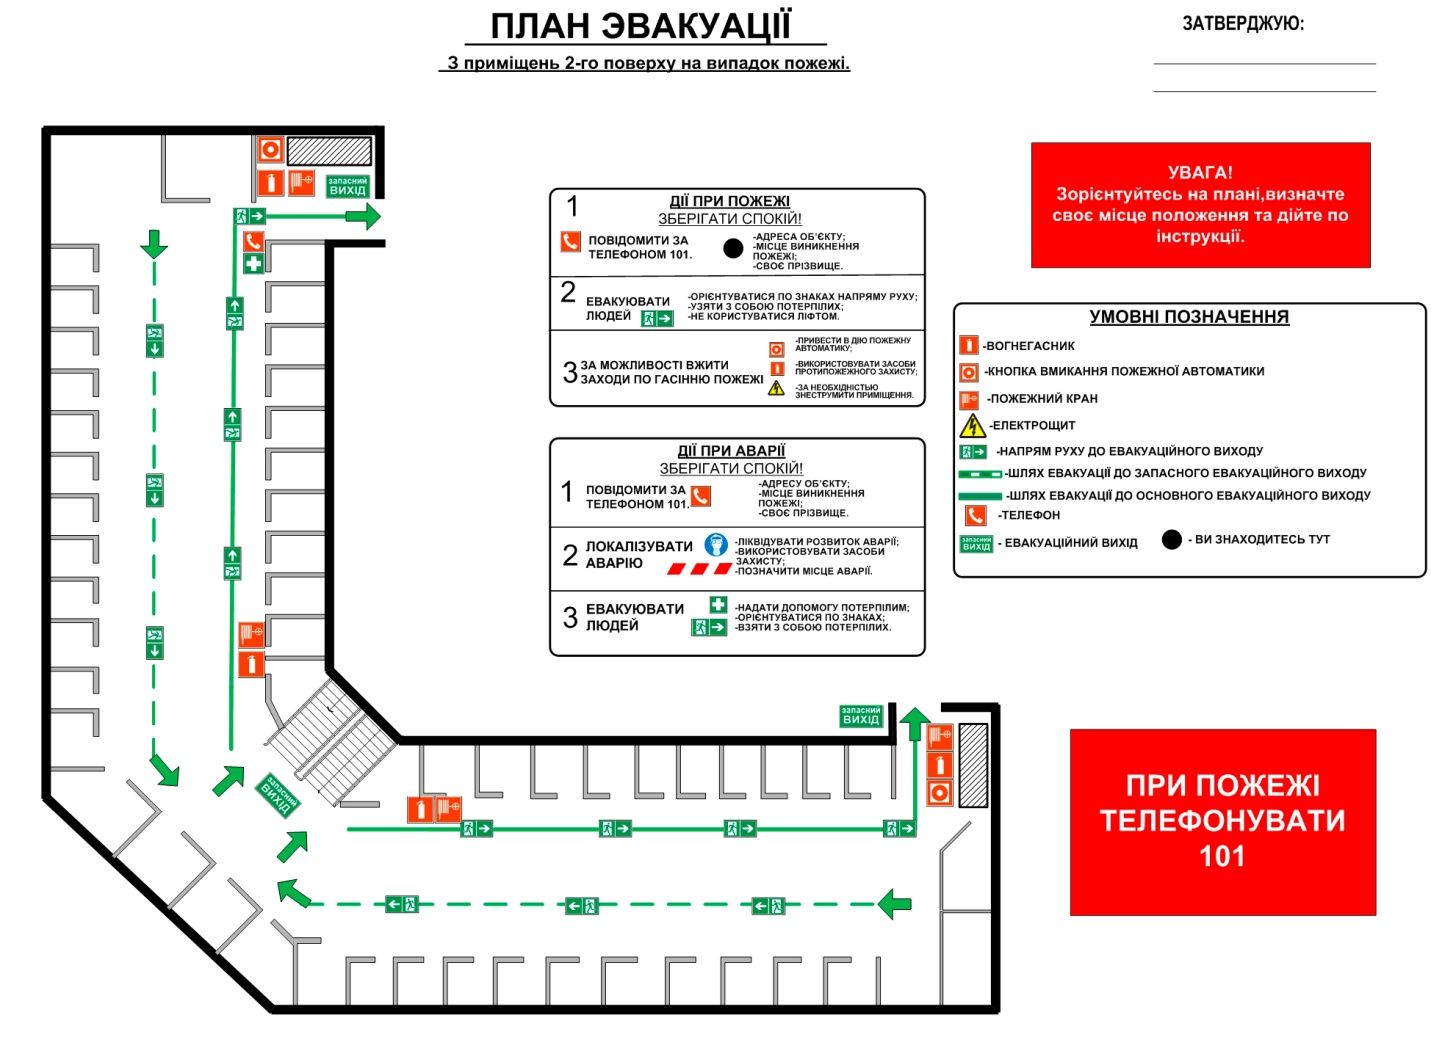 ПЛАН ЭВАКУАЦІЇ
З приміщень 2-го поверху на випадок пожежі.
ЗАТВЕРДЖУЮ:
УВАГА!
Зорієнтуйтесь на плані,визначте
своє місце положення та дійте по
інструкції.
запасний
ВИХІД
1
ДІЇ ПРИ ПОЖЕЖІ
ЗБЕРІГАТИ СПОКІЙ!
ПОВІДОМИТИ ЗА
ТЕЛЕФОНОМ 101.
-АДРЕСА ОБ’ЄКТУ;
-МІСЦЕ ВИНИКНЕННЯ
ПОЖЕЖІ;
-СВОЄ ПРІЗВИЩЕ.
2
ЕВАКУЮВАТИ
ЛЮДЕЙ
-ОРІЄНТУВАТИСЯ ПО ЗНАКАХ НАПРЯМУ РУХУ;
-УЗЯТИ З СОБОЮ ПОТЕРПІЛИХ;
-НЕ КОРИСТУВАТИСЯ ЛІФТОМ.
3
ЗА МОЖЛИВОСТІ ВЖИТИ
ЗАХОДИ ПО ГАСІННЮ ПОЖЕЖІ
-ПРИВЕСТИ В ДІЮ ПОЖЕЖНУ
АВТОМАТИКУ;
-ВИКОРИСТОВУВАТИ ЗАСОБИ
ПРОТИПОЖЕЖНОГО ЗАХИСТУ;
-ЗА НЕОБХІДНІСТЬЮ
ЗНЕСТРУМИТИ ПРИМІЩЕННЯ.
УМОВНІ ПОЗНАЧЕННЯ
-ВОГНЕГАСНИК
-КНОПКА ВМИКАННЯ ПОЖЕЖНОЇ АВТОМАТИКИ
-ПОЖЕЖНИЙ КРАН
-ЕЛЕКТРОЩИТ
-НАПРЯМ РУХУ ДО ЕВАКУАЦІЙНОГО ВИХОДУ
-ШЛЯХ ЕВАКУАЦІЇ ДО ЗАПАСНОГО ЕВАКУАЦІЙНОГО ВИХОДУ
-ШЛЯХ ЕВАКУАЦІЇ ДО ОСНОВНОГО ЕВАКУАЦІЙНОГО ВИХОДУ
-ТЕЛЕФОН
запасний
ВИХІД
- ЕВАКУАЦІЙНИЙ ВИХІД
- ВИ ЗНАХОДИТЕСЬ ТУТ
ДІЇ ПРИ АВАРІЇ
ЗБЕРІГАТИ СПОКІЙ!
1
ПОВІДОМИТИ ЗА
ТЕЛЕФОНОМ 101.
-АДРЕСУ ОБ’ЄКТУ;
-МІСЦЕ ВИНИКНЕННЯ
ПОЖЕЖІ;
-СВОЄ ПРІЗВИЩЕ.
2
ЛОКАЛІЗУВАТИ
АВАРІЮ
-ЛІКВІДУВАТИ РОЗВИТОК АВАРІЇ;
-ВИКОРИСТОВУВАТИ ЗАСОБИ
ЗАХИСТУ;
-ПОЗНАЧИТИ МІСЦЕ АВАРІЇ.
3
ЕВАКУЮВАТИ
ЛЮДЕЙ
-НАДАТИ ДОПОМОГУ ПОТЕРПІЛИМ;
-ОРІЄНТУВАТИСЯ ПО ЗНАКАХ;
-ВЗЯТИ З СОБОЮ ПОТЕРПІЛИХ.
запасний
ВИХІД
запасний
ВИХІД
ПРИ ПОЖЕЖІ
ТЕЛЕФОНУВАТИ
101